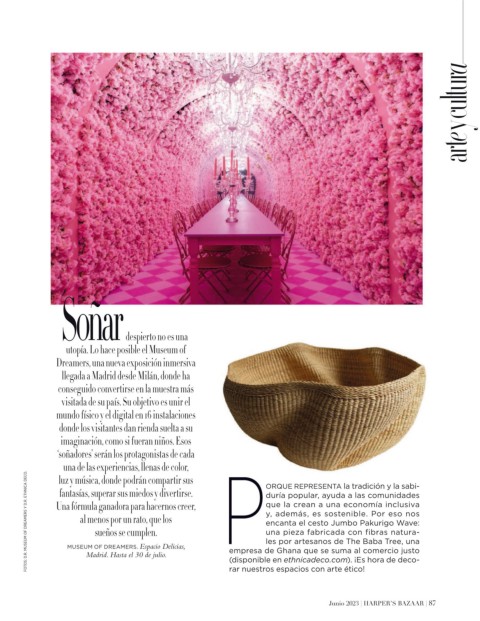 arte y cultura
Soñar despierto no es una
utopía. Lo hace posible el Museum of
Dreamers, una nueva exposición inmersiva
llegada a Madrid desde Milán, donde ha
conseguido convertirse en la muestra más
visitada de su país. Su objetivo es unir el
mundo físico y el digital en 16 instalaciones
donde los visitantes dan rienda suelta a su
imaginación, como si fueran niños. Esos
‘soñadores’ serán los protagonistas de cada
una de las experiencias, llenas de color,
luz y música, donde podrán compartir sus
fantasías, superar sus miedos y divertirse.
Una fórmula ganadora para hacernos creer,
al menos por un rato, que los
sueños se cumplen.
MUSEUM OF DREAMERS. Espacio Delicias,
Madrid. Hasta el 30 de julio.
PORQUE REPRESENTA la tradición y la sabi-
duría popular, ayuda a las comunidades
que la crean a una economía inclusiva
y, además, es sostenible. Por eso nos
encanta el cesto Jumbo Pakurigo Wave:
una pieza fabricada con fibras natura-
les por artesanos de The Baba Tree, una
empresa de Ghana que se suma al comercio justo
(disponible en ethnicadeco.com). ¡Es hora de deco-
rar nuestros espacios con arte ético!
Junio 2023 | HARPER'S BAZAAR | 87